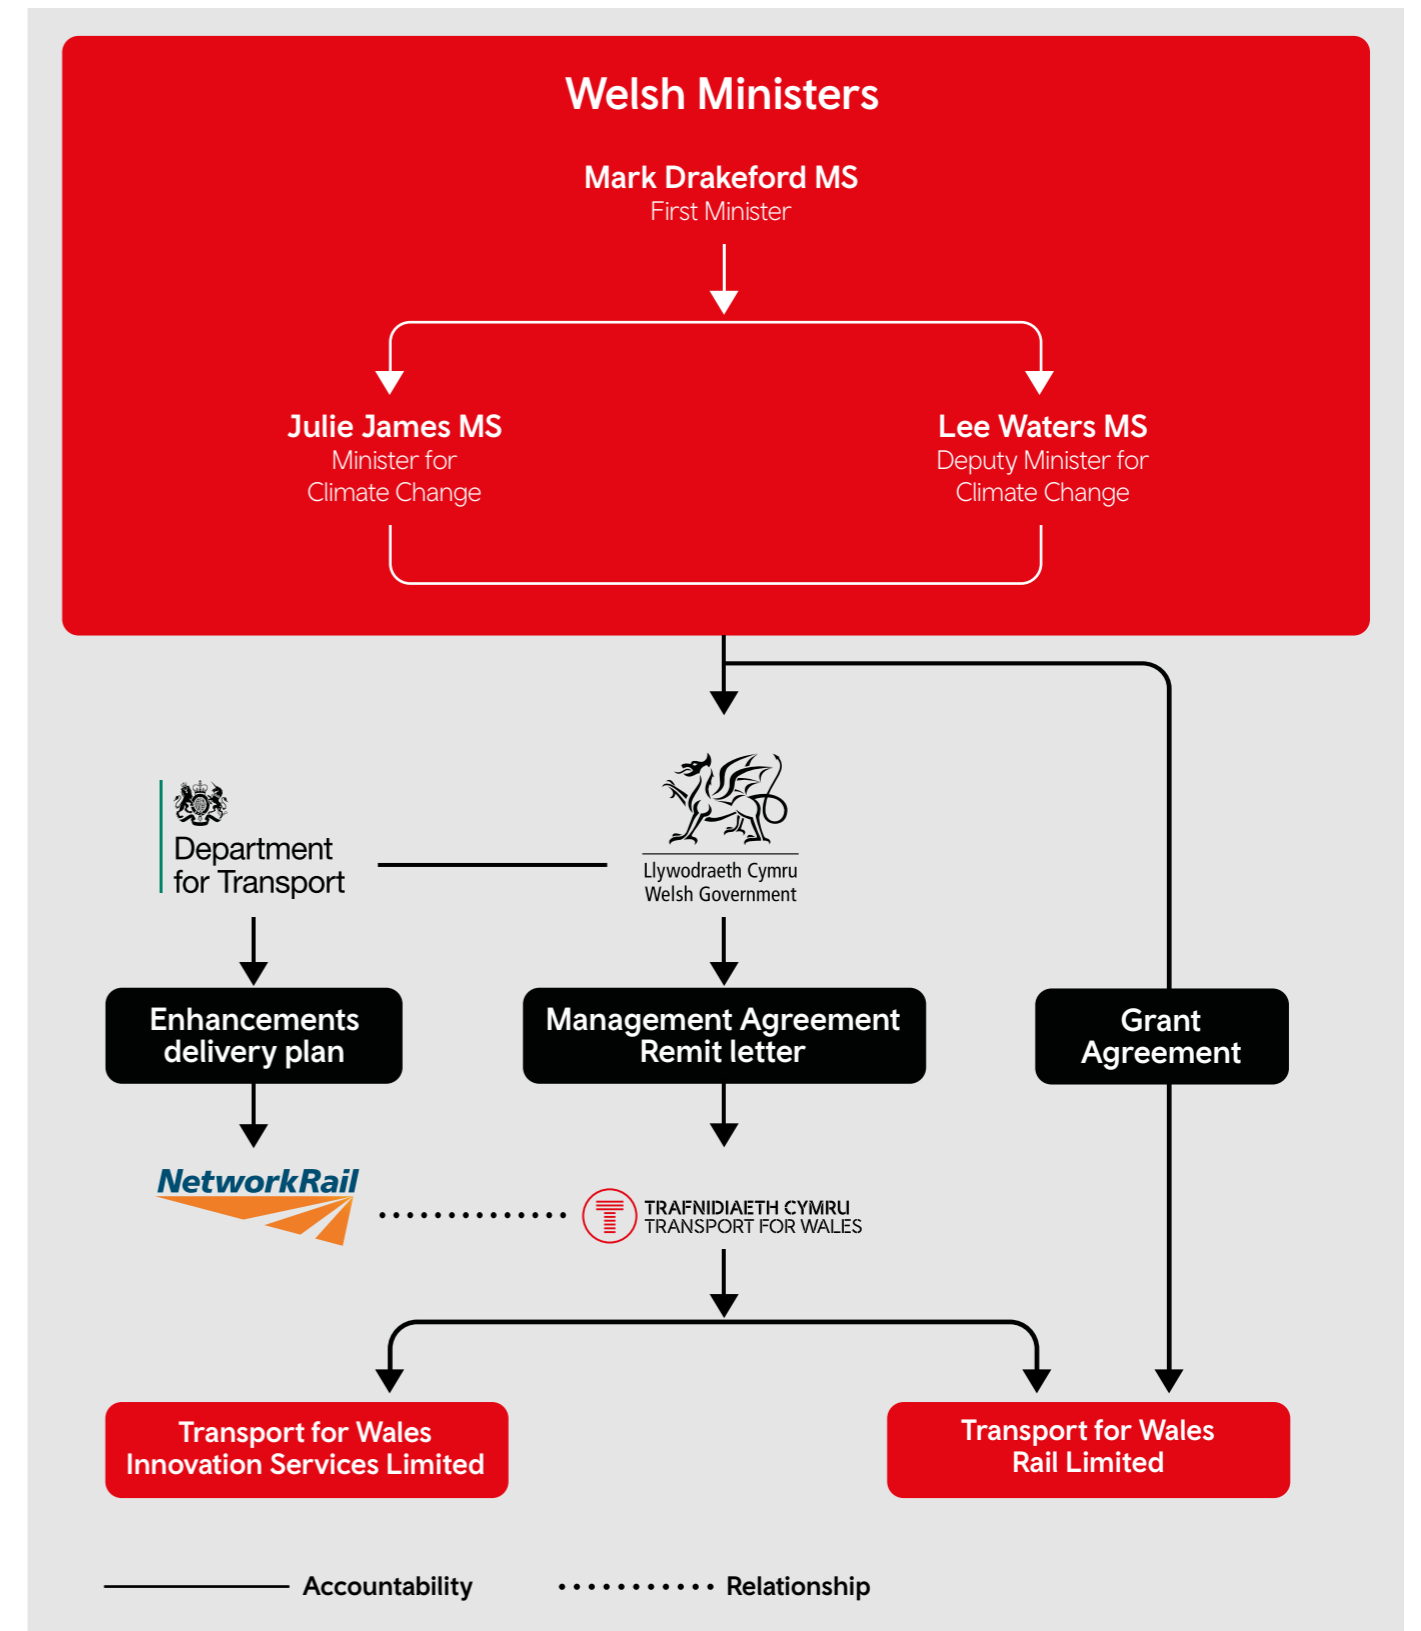 Welsh Ministers
Mark Drakeford MS
First Minister
Julie James MS
Minister for
Climate Change
Lee Waters MS
Deputy Minister for
Climate Change
Department
for Transport
Llywodraeth Cymru
Welsh Government
Enhancements
delivery plan
Management Agreement
Remit letter
Grant
Agreement
NetworkRail
TRAFNIDIAETH CYMRU
TRANSPORT FOR WALES
Transport for Wales
Innovation Services Limited
Transport for Wales
Rail Limited
Accountability
Relationship